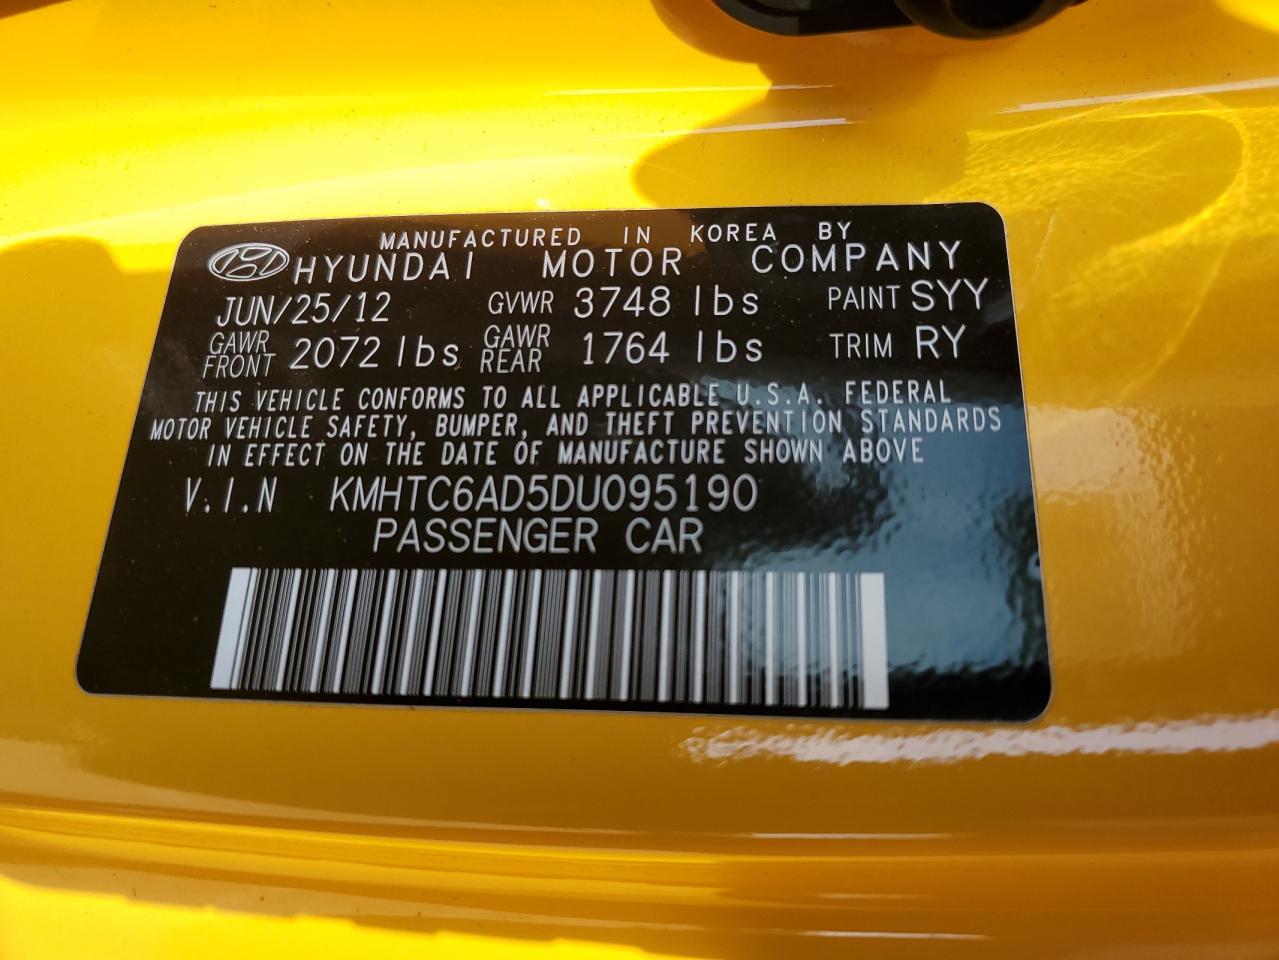 MANUFACTURED IN KOREA BY
HYUNDAI MOTOR COMPANY
JUN/25/12 GVWR 3748 lbs PAINT SYY
GAWR FRONT 2072 lbs GAWR REAR 1764 lbs TRIM RY
THIS VEHICLE CONFORMS TO ALL APPLICABLE U.S.A. FEDERAL
MOTOR VEHICLE SAFETY, BUMPER, AND THEFT PREVENTION STANDARDS
IN EFFECT ON THE DATE OF MANUFACTURE SHOWN ABOVE
V.I.N KMHTC6AD5DU095190
PASSENGER CAR